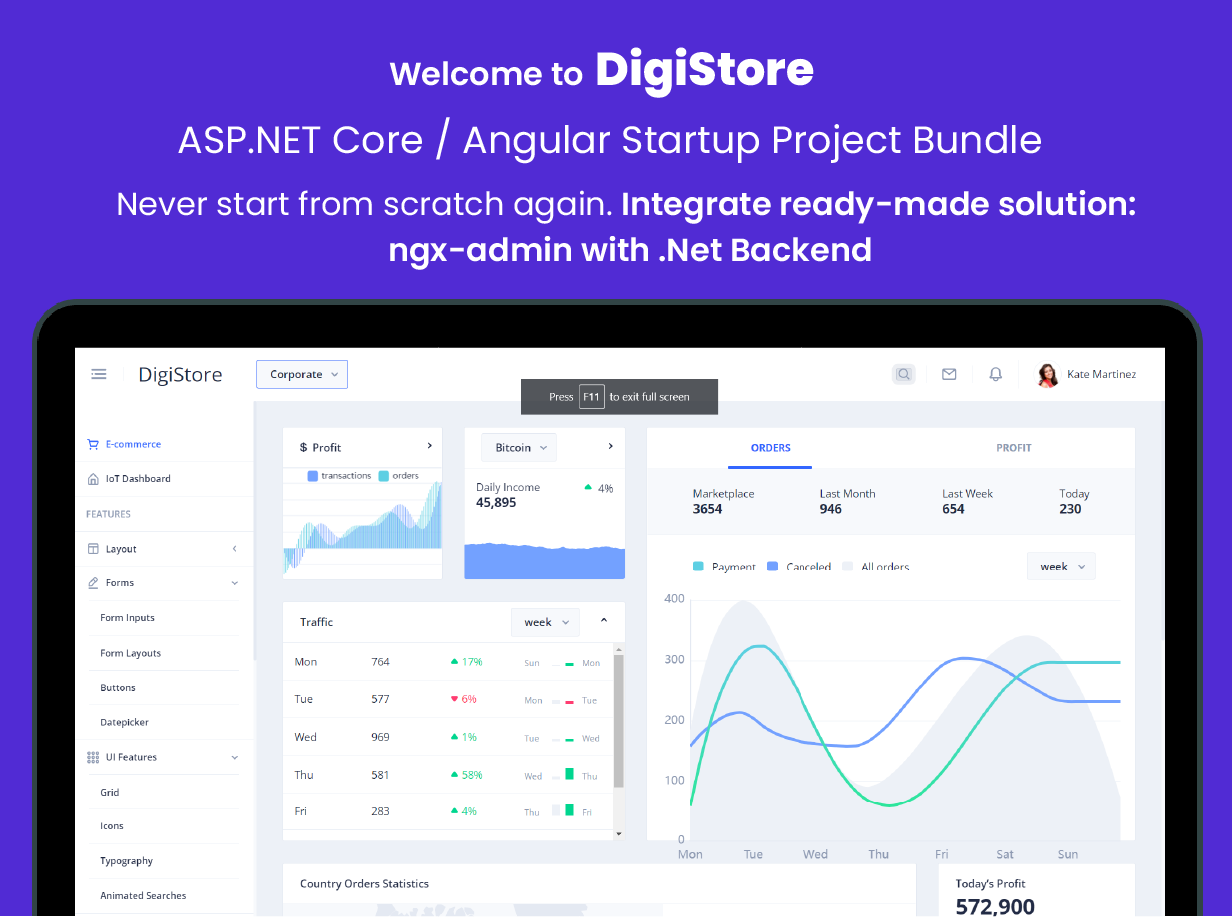 Welcome to DigiStore
ASP.NET Core / Angular Startup Project Bundle
Never start from scratch again. Integrate ready-made solution:
ngx-admin with .Net Backend
DigiStore
Corporate
Kate Martinez
Press F11 to exit full screen
E-commerce
IoT Dashboard
FEATURES
Layout
Forms
Form Inputs
Form Layouts
Buttons
Datepicker
UI Features
Grid
Icons
Typography
Animated Searches
$ Profit
transactions orders
Bitcoin
Daily Income
45,895
4%
Traffic
week
Mon 764 17% Sun Mon
Tue 577 6% Mon Tue
Wed 969 1% Tue Wed
Thu 581 58% Wed Thu
Fri 283 4% Thu Fri
ORDERS PROFIT
Marketplace Last Month Last Week Today
3654 946 654 230
Payment Canceled All orders
week
400
300
200
100
0
Mon Tue Wed Thu Fri Sat Sun
Country Orders Statistics
Today's Profit
572,900